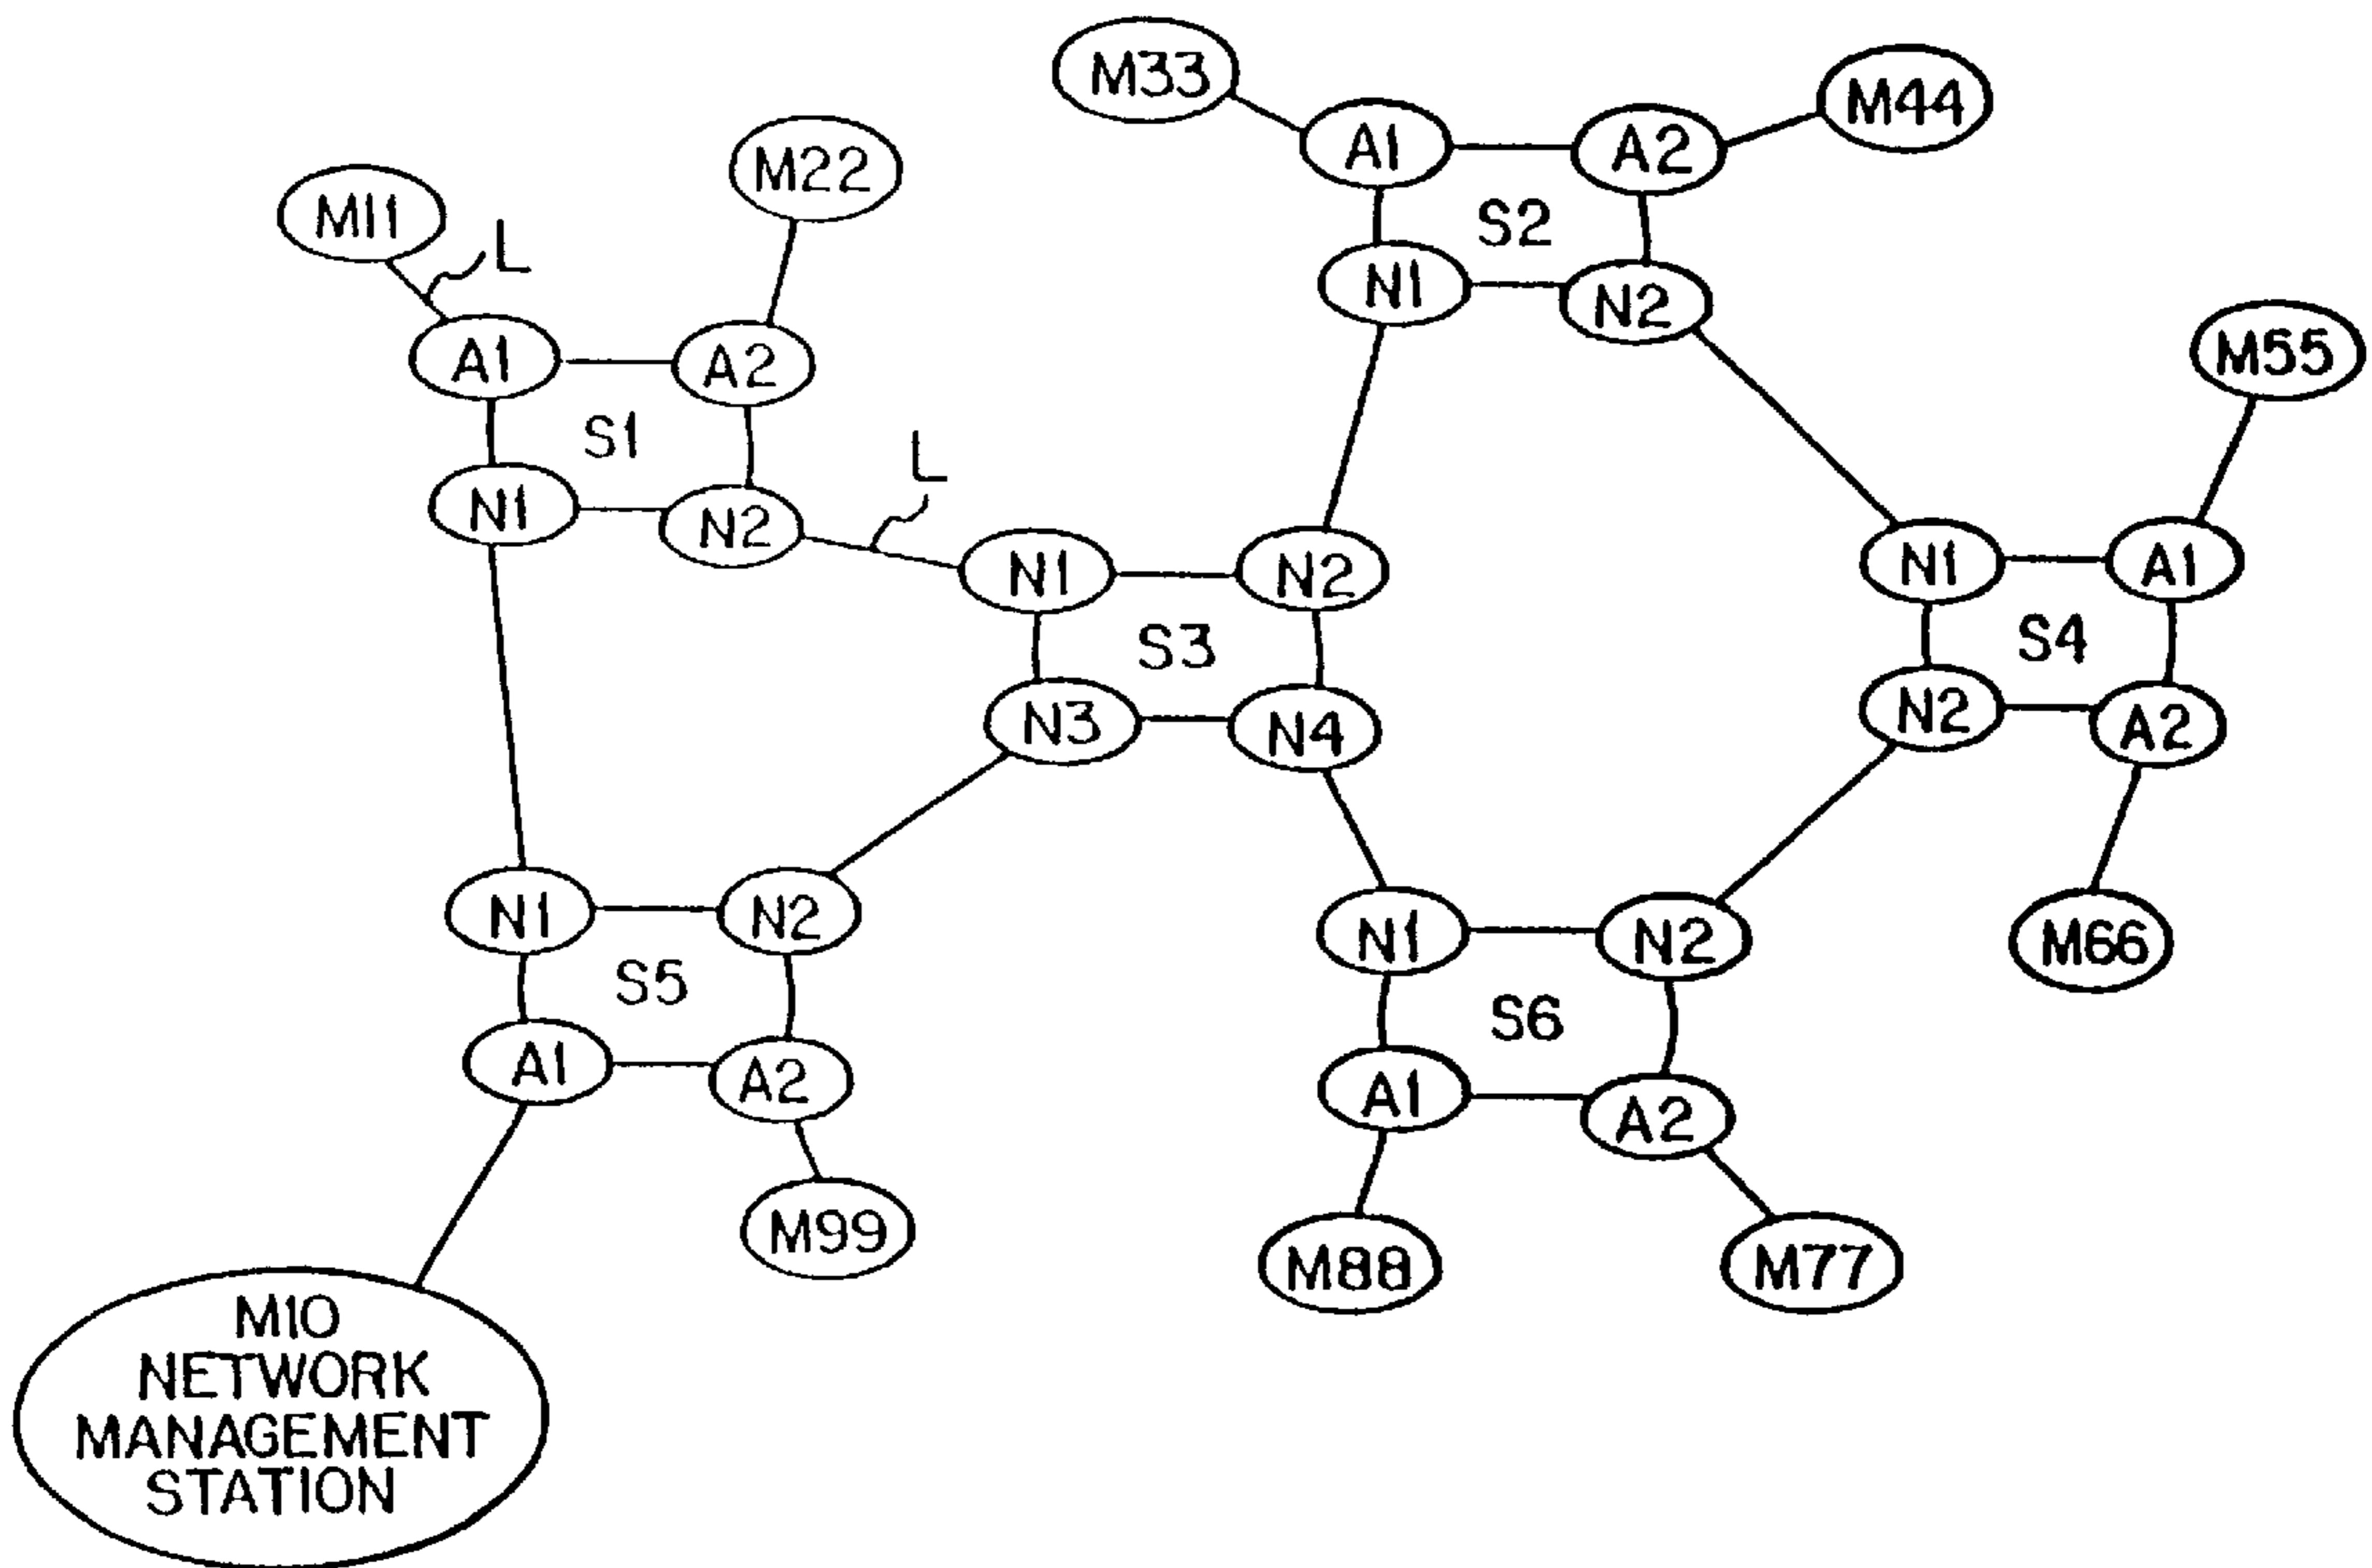 M33
M44
M22
M11
L
A1
A2
S2
N1
N2
M55
A1
A2
S1
L
N1
N2
N1
N2
S3
N3
N4
N1
A1
S4
N2
A2
M66
N1
N2
S5
A1
A2
M99
N1
N2
S6
A1
A2
M88
M77
M10
NETWORK
MANAGEMENT
STATION